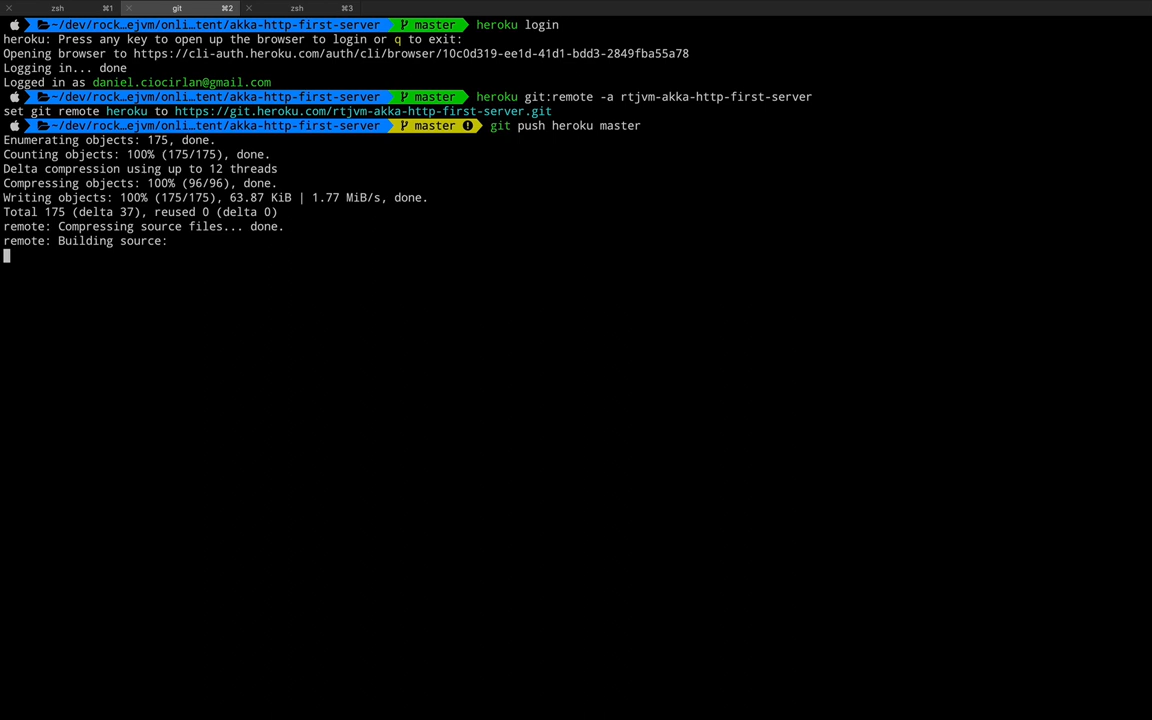 zsh ⌘1 git ⌘2 zsh ⌘3
~/dev/rock…ejvm/onli…tent/akka-http-first-server master heroku login
heroku: Press any key to open up the browser to login or q to exit:
Opening browser to https://cli-auth.heroku.com/auth/cli/browser/10c0d319-ee1d-41d1-bdd3-2849fba55a78
Logging in... done
Logged in as daniel.ciocirlan@gmail.com
~/dev/rock…ejvm/onli…tent/akka-http-first-server master heroku git:remote -a rtjvm-akka-http-first-server
set git remote heroku to https://git.heroku.com/rtjvm-akka-http-first-server.git
~/dev/rock…ejvm/onli…tent/akka-http-first-server master git push heroku master
Enumerating objects: 175, done.
Counting objects: 100% (175/175), done.
Delta compression using up to 12 threads
Compressing objects: 100% (96/96), done.
Writing objects: 100% (175/175), 63.87 KiB | 1.77 MiB/s, done.
Total 175 (delta 37), reused 0 (delta 0)
remote: Compressing source files... done.
remote: Building source: